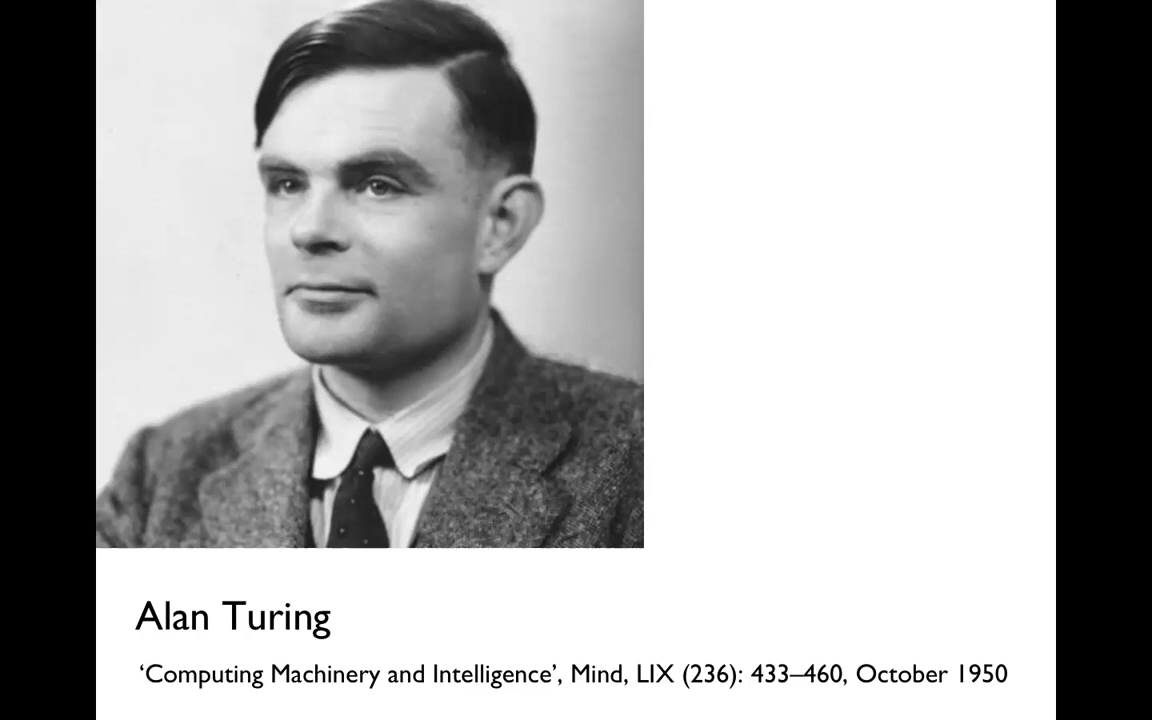 Alan Turing
‘Computing Machinery and Intelligence’, Mind, LIX (236): 433–460, October 1950